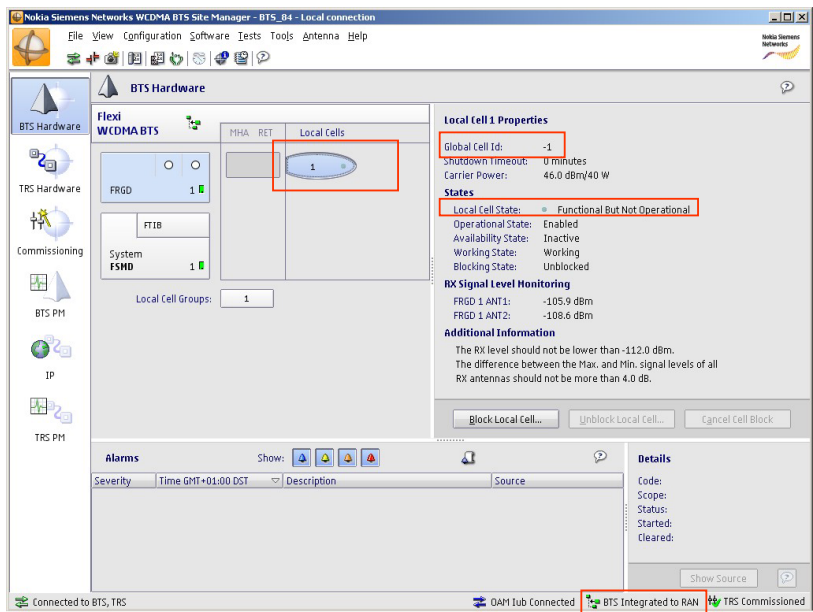 Nokia Siemens Networks WCDMA BTS Site Manager - BTS_84 - Local connection
File View Configuration Software Tests Tools Antenna Help
Nokia Siemens
Networks
BTS Hardware
BTS Hardware
TRS Hardware
Commissioning
BTS PM
IP
TRS PM
Flexi
WCDMA BTS
MHA RET Local Cells
1
FRGD 1
FTIB
System
FSMD 1
Local Cell Groups: 1
Local Cell 1 Properties
Global Cell Id: -1
Shutdown Timeout: 0 minutes
Carrier Power: 46.0 dBm/40 W
States
Local Cell State: Functional But Not Operational
Operational State: Enabled
Availability State: Inactive
Working State: Working
Blocking State: Unblocked
RX Signal Level Monitoring
FRGD 1 ANT1: -105.9 dBm
FRGD 1 ANT2: -108.6 dBm
Additional Information
The RX level should not be lower than -112.0 dBm.
The difference between the Max. and Min. signal levels of all
RX antennas should not be more than 4.0 dB.
Block Local Cell... Unblock Local Cell... Cancel Cell Block
Alarms Show:
Severity Time GMT+01:00 DST Description Source
Details
Code:
Scope:
Status:
Started:
Cleared:
Show Source
Connected to BTS, TRS OAM Iub Connected BTS Integrated to RAN TRS Commissioned